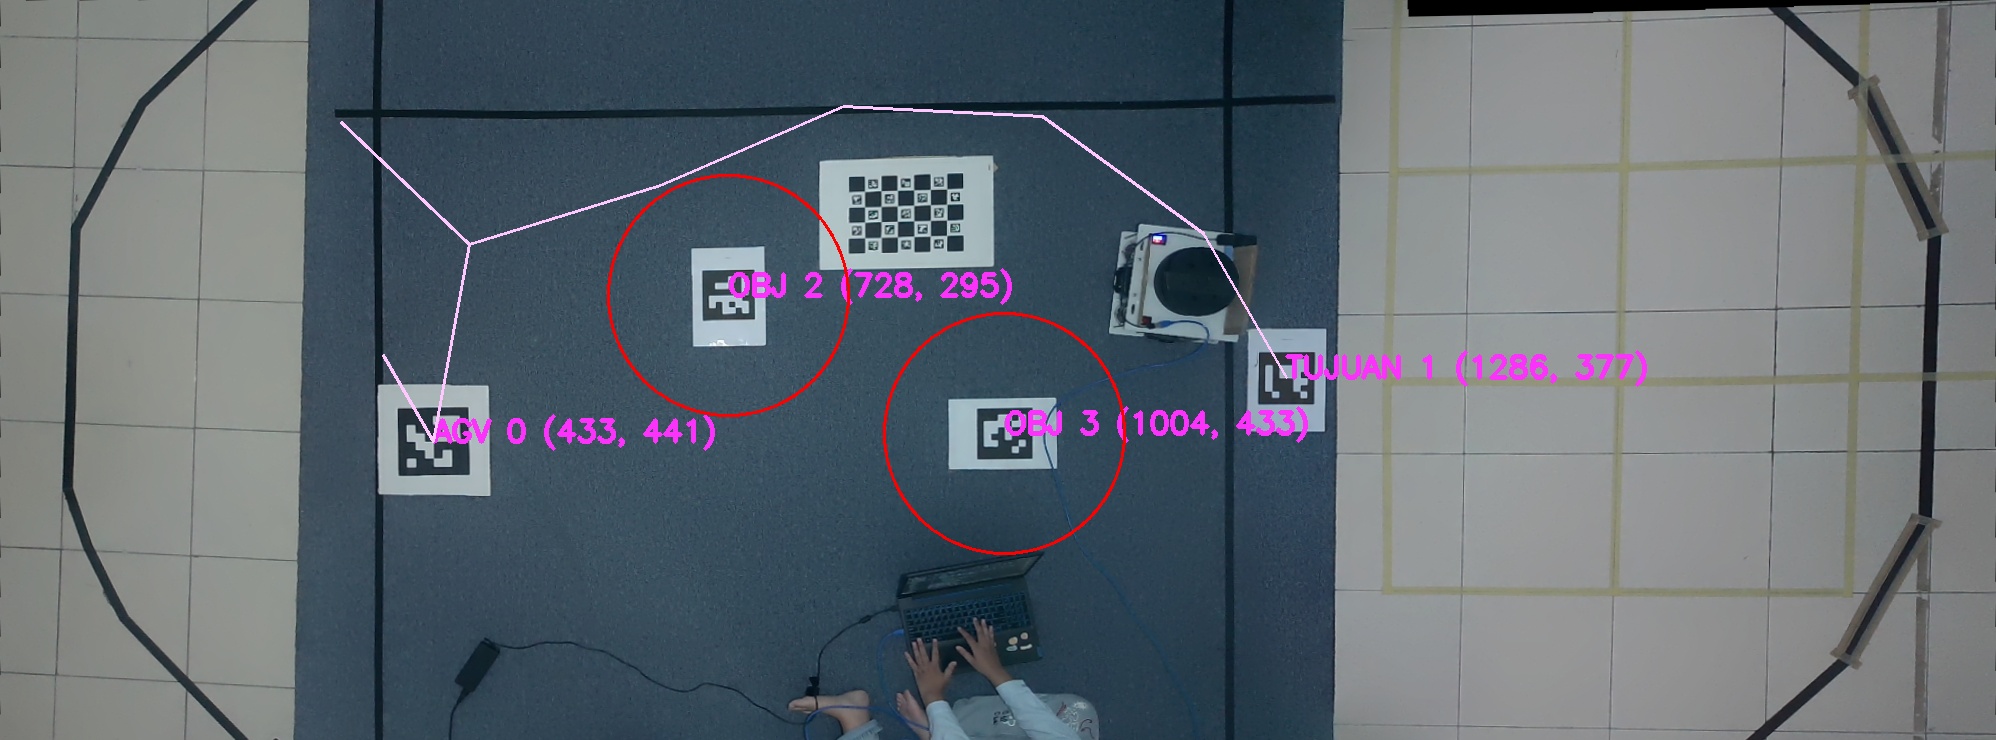 OBJ 2 (728, 295)
TUJUAN 1 (1286, 377)
OBJ 3 (1004, 433)
AGV 0 (433, 441)